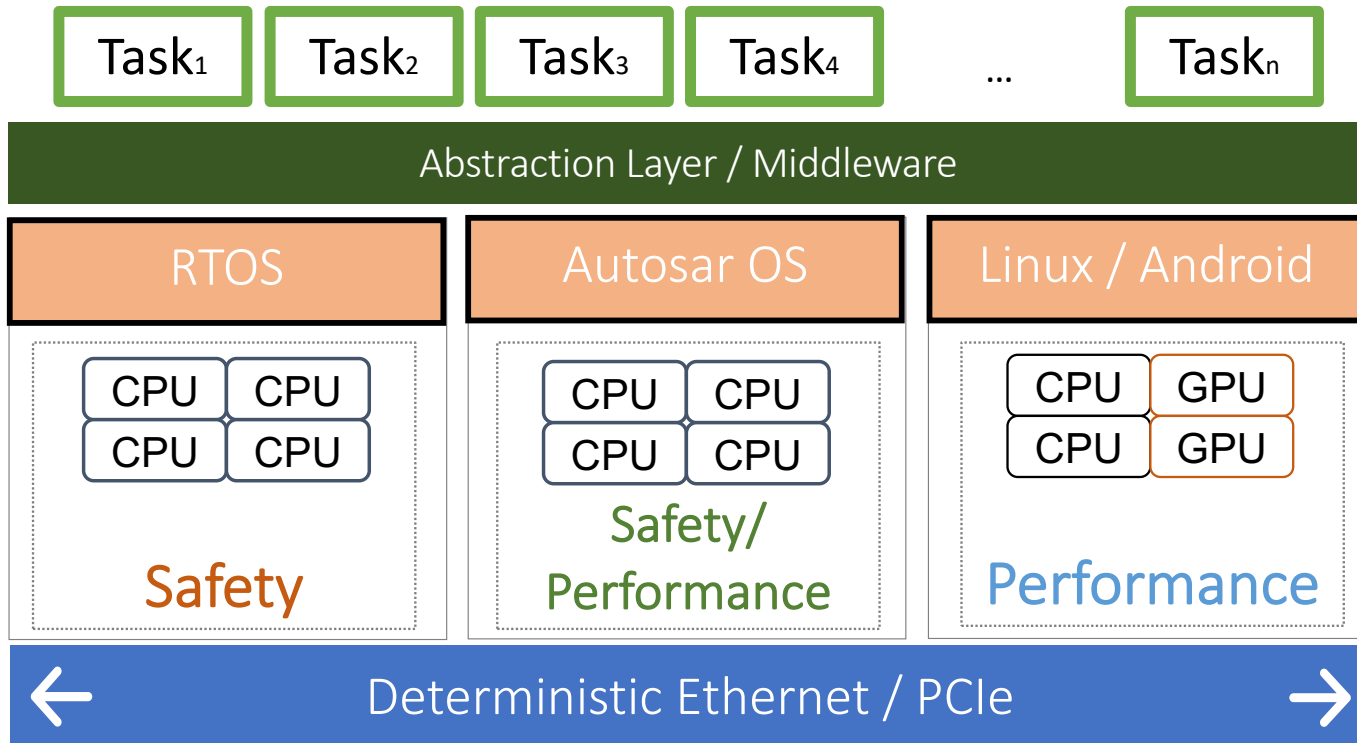 Task1 Task2 Task3 Task4 ... Taskn
Abstraction Layer / Middleware
RTOS
Autosar OS
Linux / Android
CPU CPU
CPU CPU
Safety
CPU CPU
CPU CPU
Safety/
Performance
CPU GPU
CPU GPU
Performance
Deterministic Ethernet / PCIe